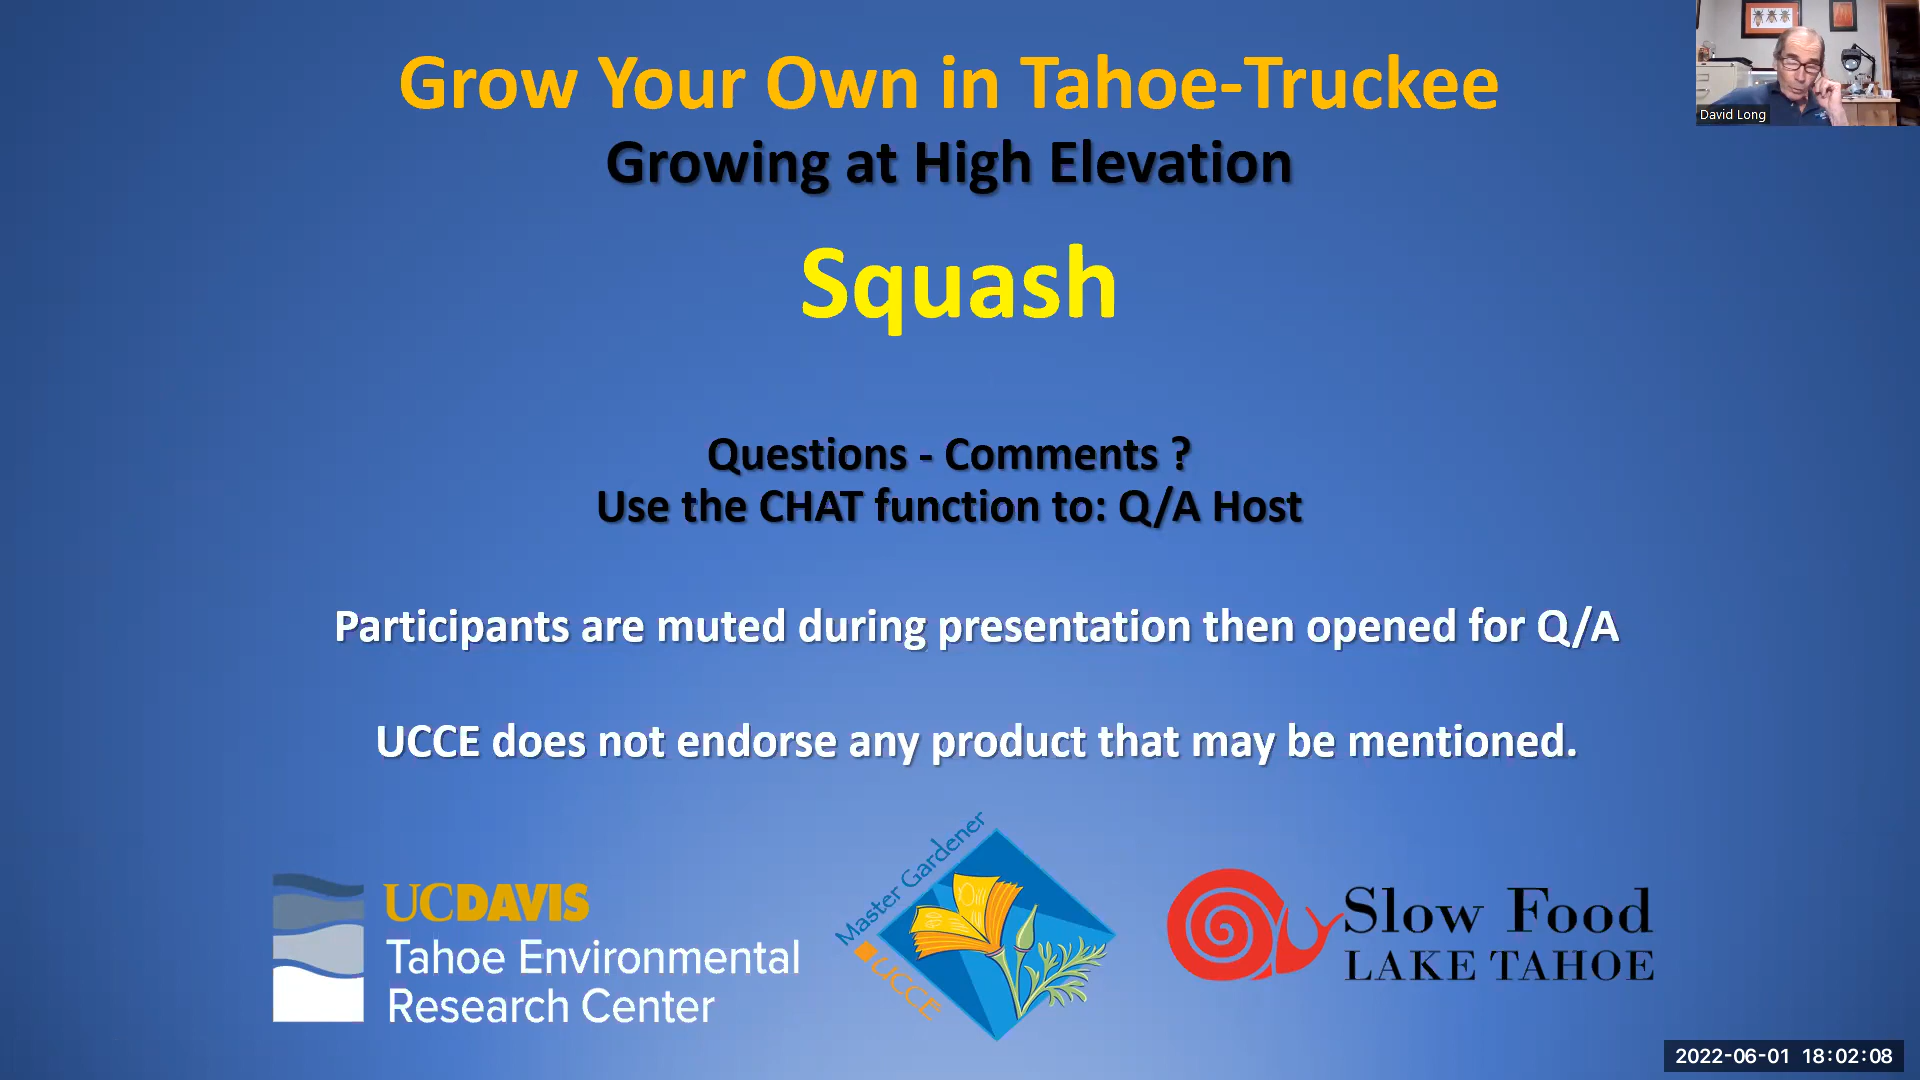 Grow Your Own in Tahoe-Truckee
Growing at High Elevation
Squash
David Long
Questions - Comments ?
Use the CHAT function to: Q/A Host
Participants are muted during presentation then opened for Q/A
UCCE does not endorse any product that may be mentioned.
UCDAVIS
Tahoe Environmental
Research Center
Master Gardener
UCCE
Slow Food
LAKE TAHOE
2022-06-01 18:02:08